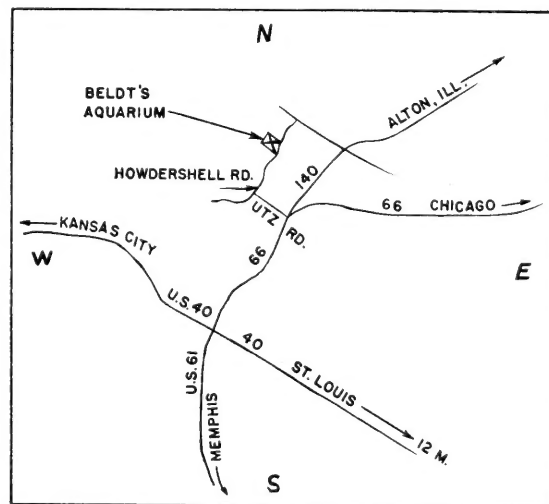 N
BELDT'S
AQUARIUM
ALTON, ILL.
HOWDERSHELL RD.
140
UTZ RD.
66 CHICAGO
KANSAS CITY
W
66
E
U.S. 40
40
U.S. 61
ST. LOUIS
MEMPHIS
12 M.
S